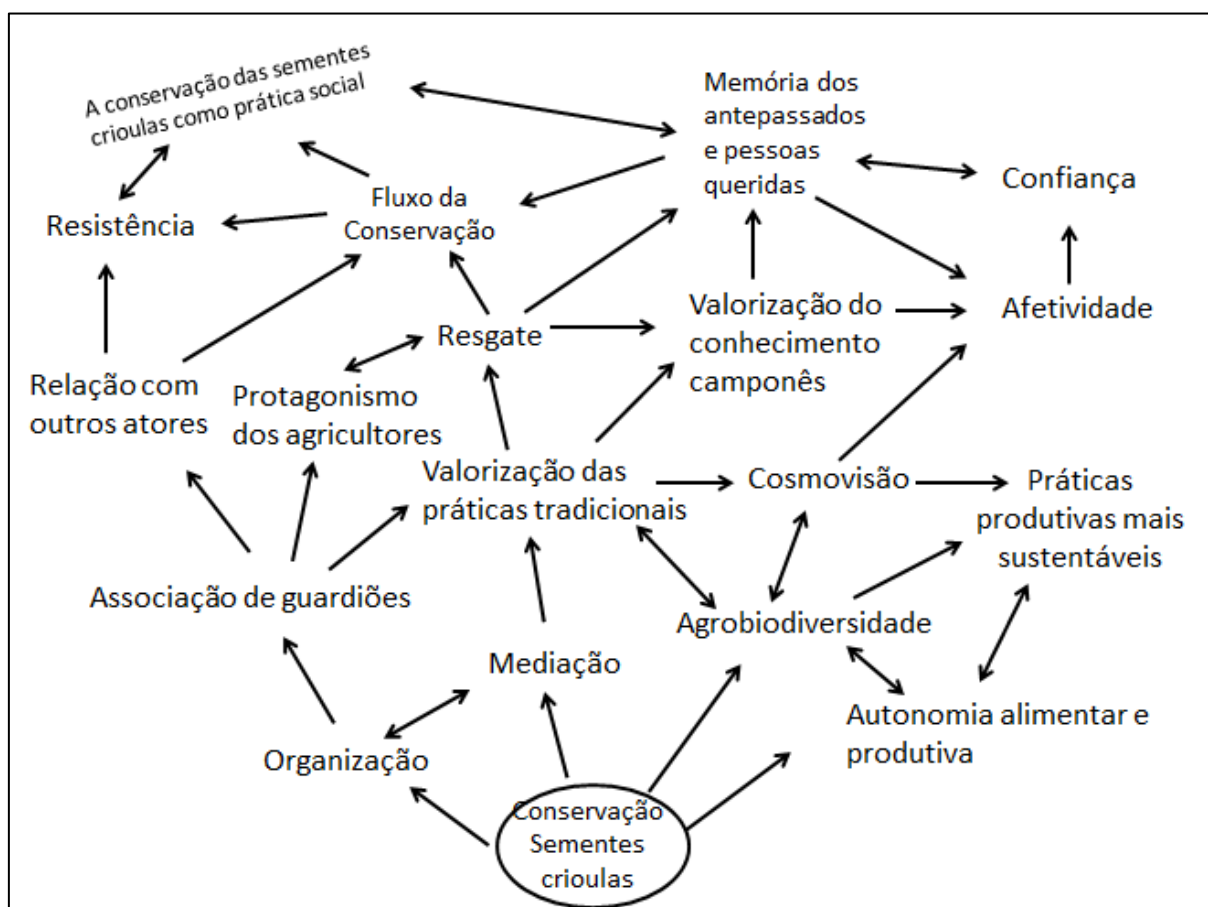 A conservação das sementes
crioulas como prática social
Memória dos
antepassados
e pessoas
queridas
Confiança
Fluxo da
Conservação
Resistência
Resgate
Valorização do
conhecimento
camponês
Afetividade
Relação com
outros atores
Protagonismo
dos agricultores
Valorização das
práticas tradicionais
Cosmovisão
Práticas
produtivas mais
sustentáveis
Associação de guardiões
Agrobiodiversidade
Mediação
Autonomia alimentar e
produtiva
Organização
Conservação
Sementes
crioulas